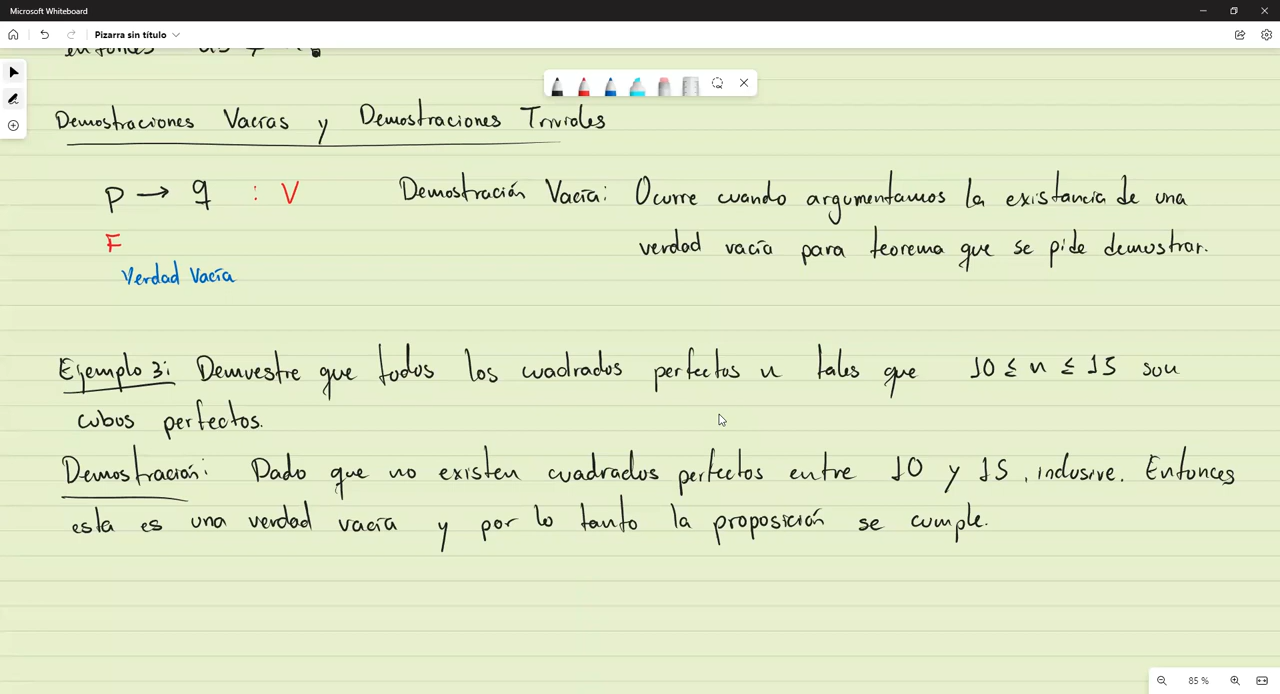 Microsoft Whiteboard
Pizarra sin título
entonces
Demostraciones Vacías y Demostraciones Triviales
p → q : V
F
Verdad Vacía
Demostración Vacía: Ocurre cuando argumentamos la existancia de una
verdad vacía para teorema que se pide demostrar.
Ejemplo 3: Demuestre que todos los cuadrados perfectos n tales que 10 ≤ n ≤ 15 son
cubos perfectos.
Demostración: Dado que no existen cuadrados perfectos entre 10 y 15, inclusive. Entonces
esta es una verdad vacía y por lo tanto la proposición se cumple.
85 %